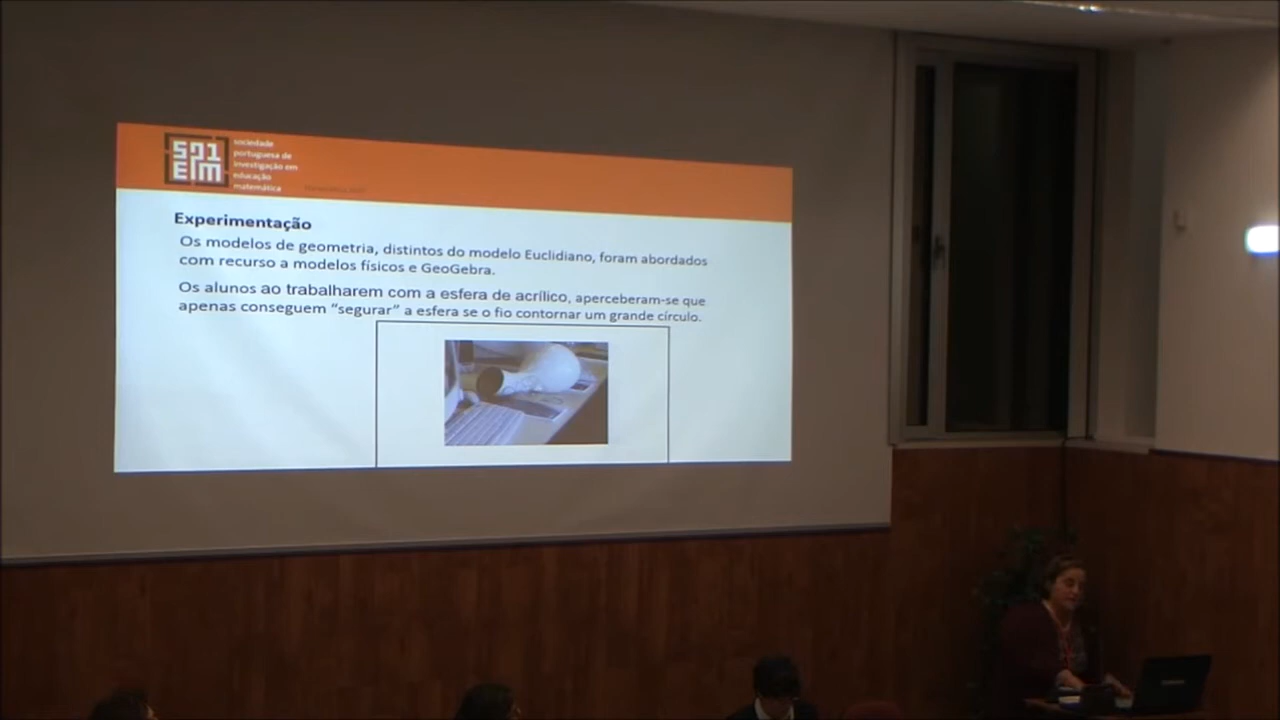 SPI
EM
sociedade
portuguesa de
investigação em
educação
matemática
Experimentação
Os modelos de geometria, distintos do modelo Euclidiano, foram abordados
com recurso a modelos físicos e GeoGebra.
Os alunos ao trabalharem com a esfera de acrílico, aperceberam-se que
apenas conseguem “segurar” a esfera se o fio contornar um grande círculo.